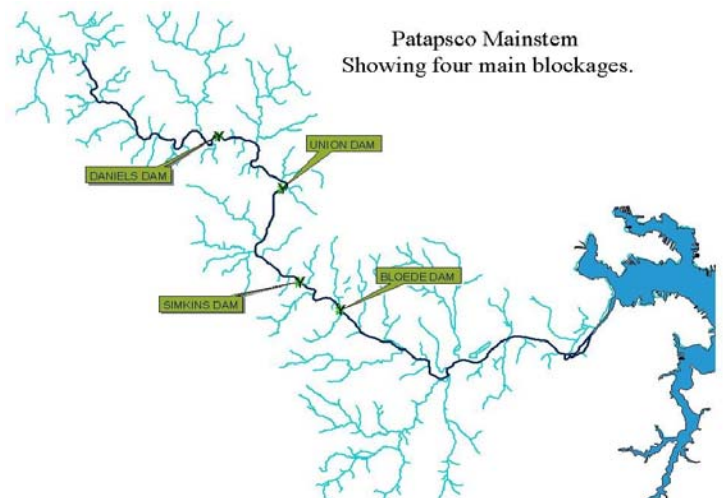 Patapsco Mainstem
Showing four main blockages.
UNION DAM
DANIELS DAM
BLOEDE DAM
SIMKINS DAM